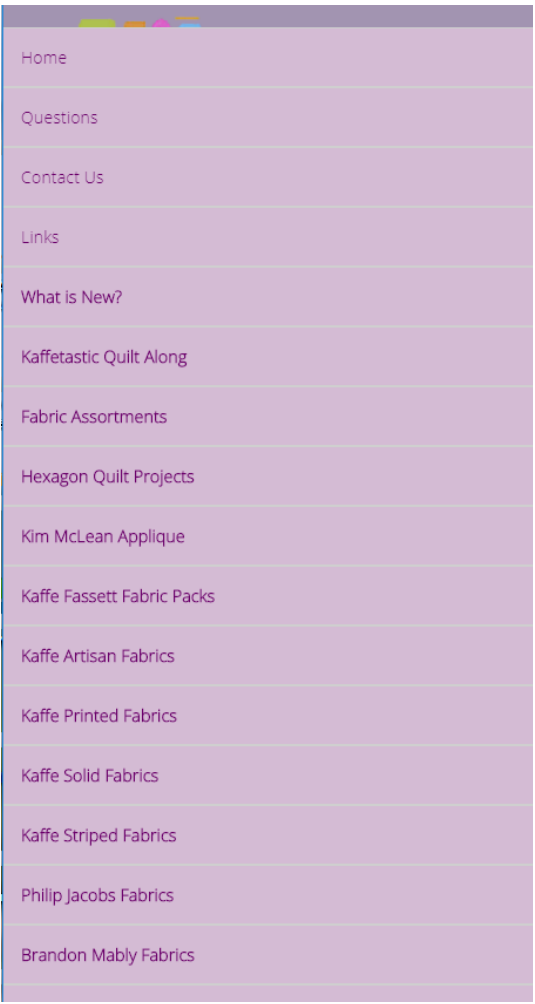 Home
Questions
Contact Us
Links
What is New?
Kaffetastic Quilt Along
Fabric Assortments
Hexagon Quilt Projects
Kim McLean Applique
Kaffe Fassett Fabric Packs
Kaffe Artisan Fabrics
Kaffe Printed Fabrics
Kaffe Solid Fabrics
Kaffe Striped Fabrics
Philip Jacobs Fabrics
Brandon Mably Fabrics